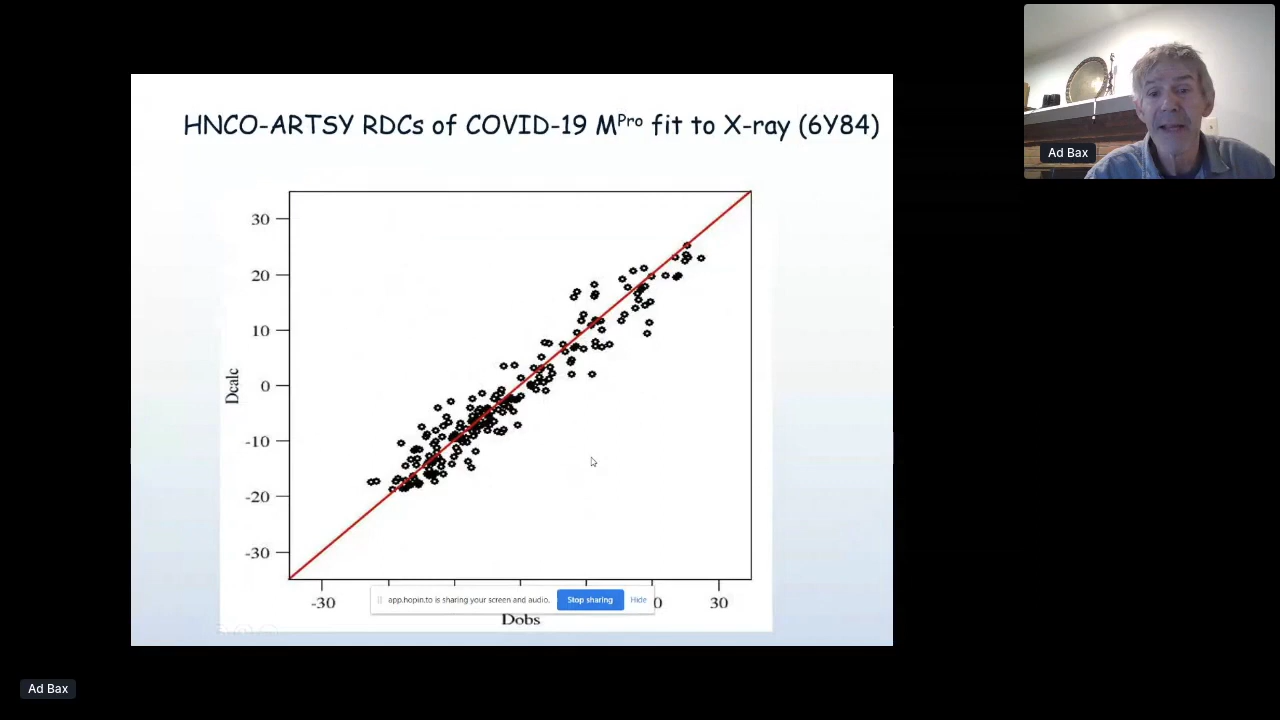 HNCO-ARTSY RDCs of COVID-19 MPro fit to X-ray (6Y84)
Ad Bax
30
20
10
0
-10
-20
-30
Dcalc
-30
0
30
app.hopin.to is sharing your screen and audio.
Stop sharing
Hide
Dobs
Ad Bax